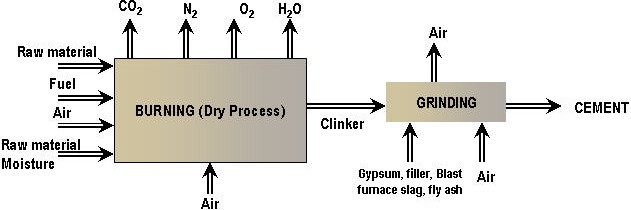 CO2
N2
O2
H2O
Raw material
Fuel
Air
Raw material
Moisture
BURNING (Dry Process)
Air
Clinker
Air
GRINDING
Gypsum, filler, Blast
furnace slag, fly ash
Air
CEMENT